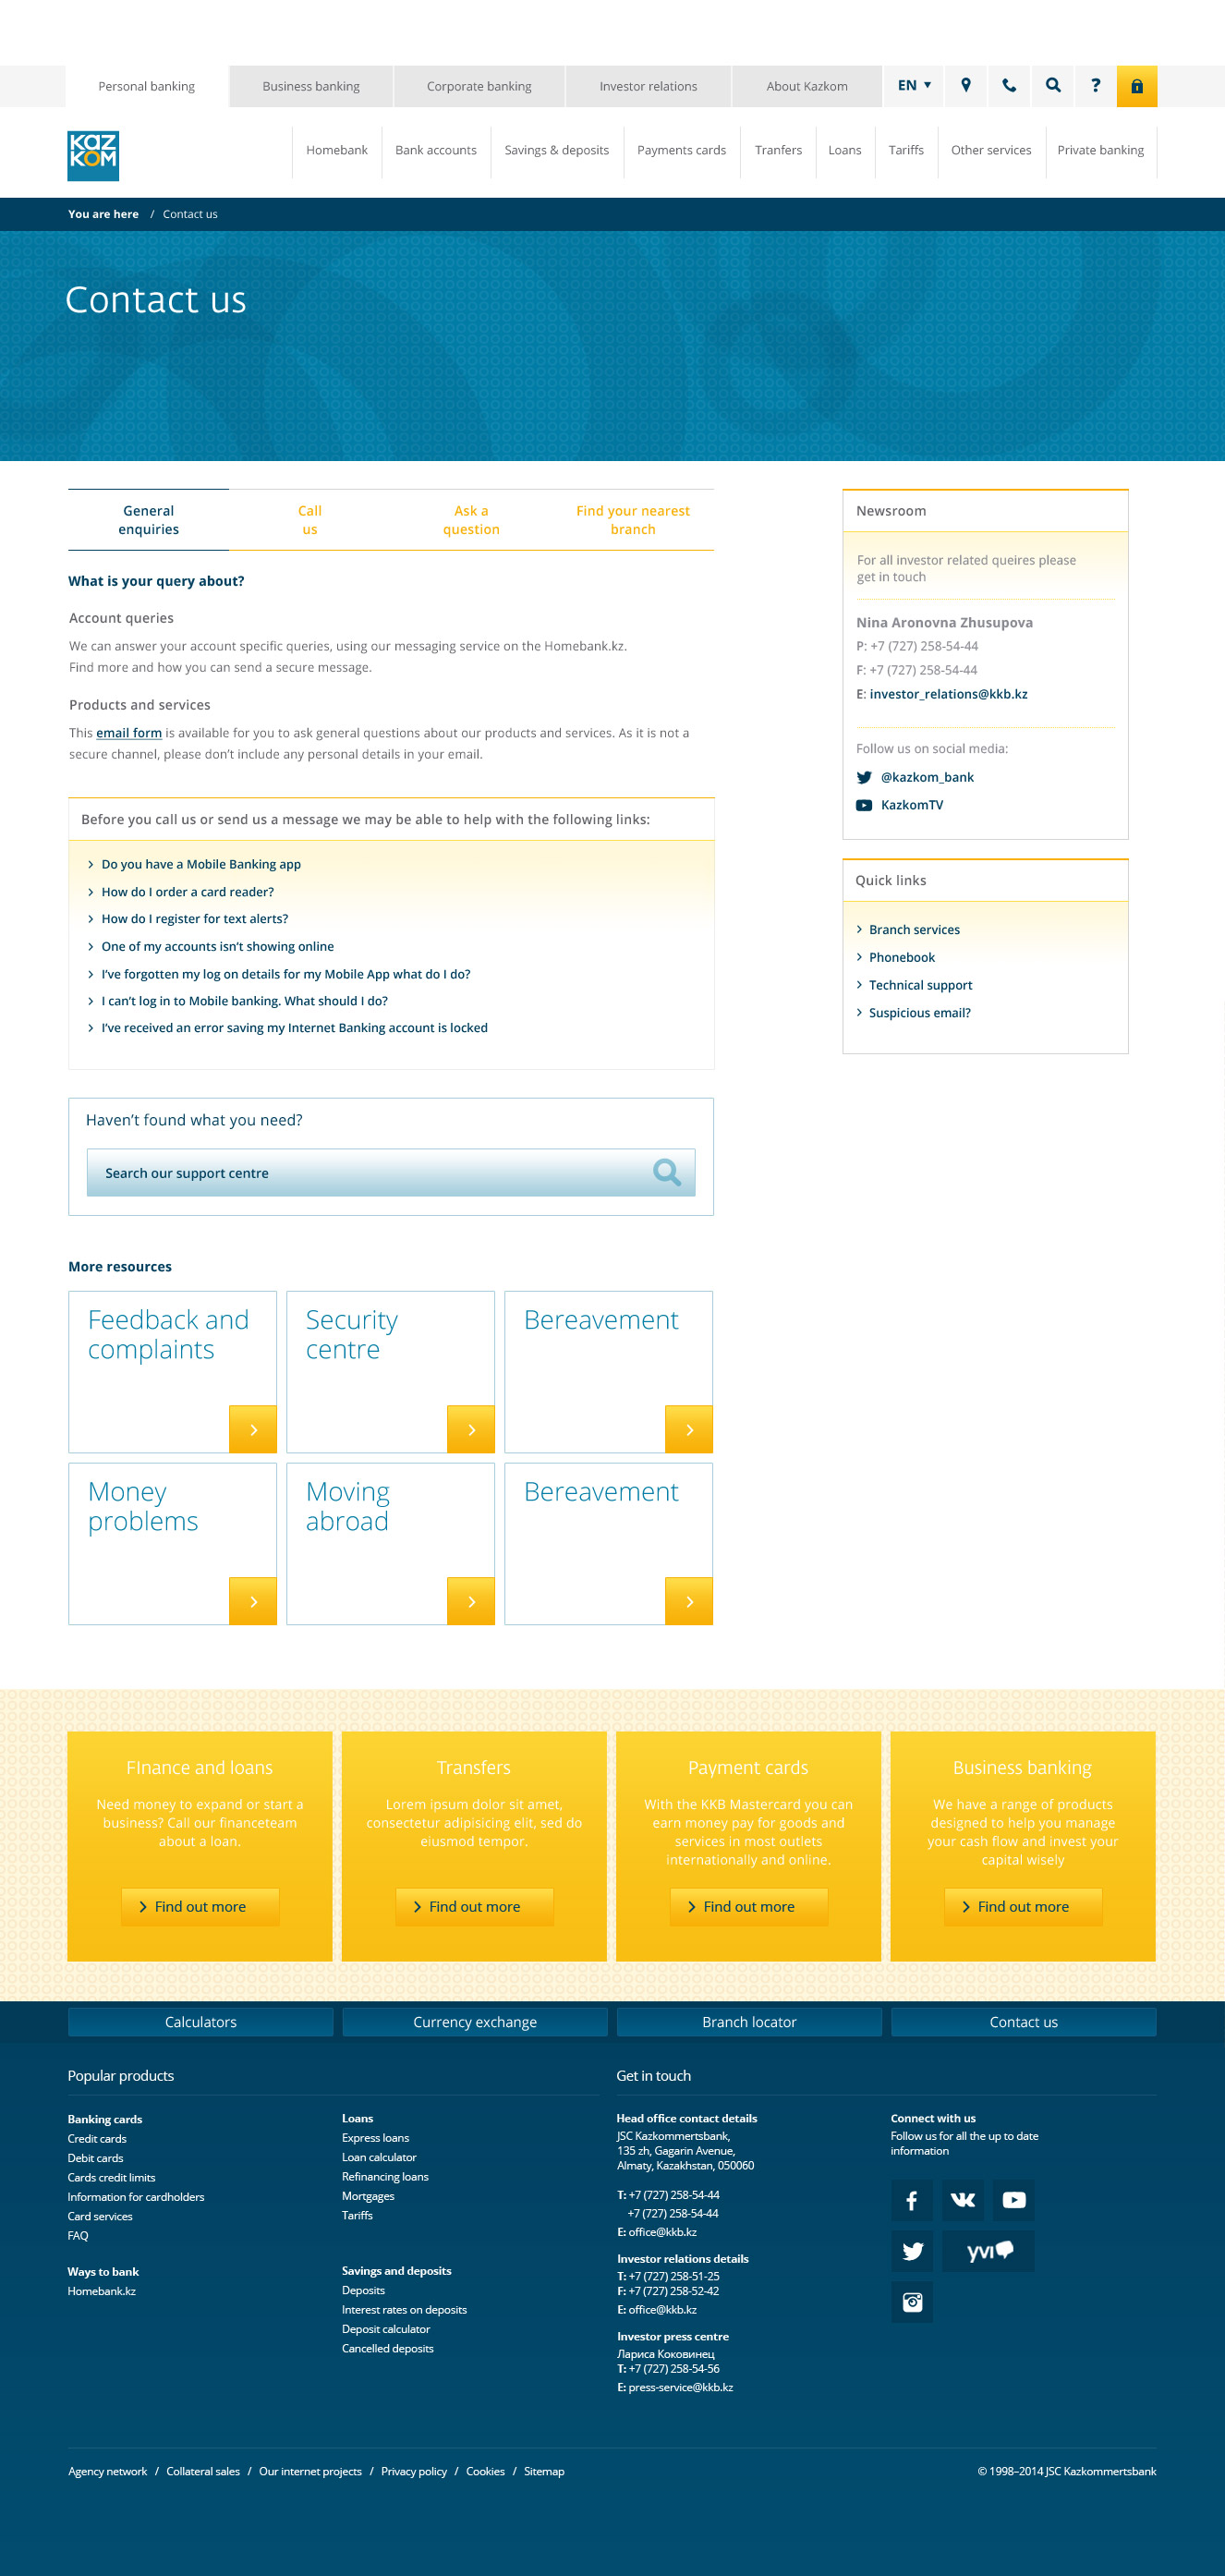 Personal banking
Business banking
Corporate banking
Investor relations
About Kazkom
EN
?
KAZ
KOM
Homebank
Bank accounts
Savings & deposits
Payments cards
Tranfers
Loans
Tariffs
Other services
Private banking
You are here / Contact us
Contact us
General
enquiries
Call
us
Ask a
question
Find your nearest
branch
What is your query about?
Account queries
We can answer your account specific queries, using our messaging service on the Homebank.kz.
Find more and how you can send a secure message.
Products and services
This email form is available for you to ask general questions about our products and services. As it is not a
secure channel, please don’t include any personal details in your email.
Before you call us or send us a message we may be able to help with the following links:
Do you have a Mobile Banking app
How do I order a card reader?
How do I register for text alerts?
One of my accounts isn’t showing online
I’ve forgotten my log on details for my Mobile App what do I do?
I can’t log in to Mobile banking. What should I do?
I’ve received an error saving my Internet Banking account is locked
Haven’t found what you need?
Search our support centre
Newsroom
For all investor related queires please
get in touch
Nina Aronovna Zhusupova
P: +7 (727) 258-54-44
F: +7 (727) 258-54-44
E: investor_relations@kkb.kz
Follow us on social media:
@kazkom_bank
KazkomTV
Quick links
Branch services
Phonebook
Technical support
Suspicious email?
More resources
Feedback and
complaints
Security
centre
Bereavement
Money
problems
Moving
abroad
Bereavement
FInance and loans
Need money to expand or start a
business? Call our financeteam
about a loan.
Find out more
Transfers
Lorem ipsum dolor sit amet,
consectetur adipisicing elit, sed do
eiusmod tempor.
Find out more
Payment cards
With the KKB Mastercard you can
earn money pay for goods and
services in most outlets
internationally and online.
Find out more
Business banking
We have a range of products
designed to help you manage
your cash flow and invest your
capital wisely
Find out more
Calculators
Currency exchange
Branch locator
Contact us
Popular products
Banking cards
Credit cards
Debit cards
Cards credit limits
Information for cardholders
Card services
FAQ
Ways to bank
Homebank.kz
Loans
Express loans
Loan calculator
Refinancing loans
Mortgages
Tariffs
Savings and deposits
Deposits
Interest rates on deposits
Deposit calculator
Cancelled deposits
Get in touch
Head office contact details
JSC Kazkommertsbank,
135 zh, Gagarin Avenue,
Almaty, Kazakhstan, 050060
T: +7 (727) 258-54-44
+7 (727) 258-54-44
E: office@kkb.kz
Investor relations details
T: +7 (727) 258-51-25
F: +7 (727) 258-52-42
E: office@kkb.kz
Investor press centre
Лариса Коковинец
T: +7 (727) 258-54-56
E: press-service@kkb.kz
Connect with us
Follow us for all the up to date
information
yvi
Agency network / Collateral sales / Our internet projects / Privacy policy / Cookies / Sitemap
© 1998–2014 JSC Kazkommertsbank